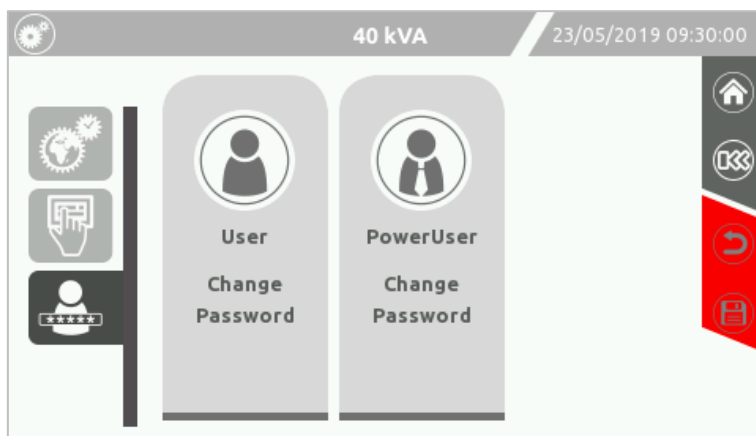 40 kVA
23/05/2019 09:30:00
User
Change
Password
PowerUser
Change
Password
*****